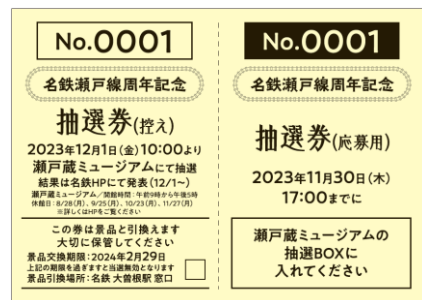 No.0001
名鉄瀬戸線周年記念
抽選券(控え)
2023年12月1日(金)10:00より
瀬戸蔵ミュージアムにて抽選
結果は名鉄HPにて発表(12/1〜)
瀬戸蔵ミュージアム／開館時間：午前9時から午後5時
休館日：8/28(月)、9/25(月)、10/23(月)、11/27(月)
※詳しくはHPをご覧ください
この券は景品と引換えます
大切に保管してください
景品交換期限：2024年2月29日
上記の期限を過ぎますと当選無効となります
景品引換場所：名鉄 大曽根駅 窓口
No.0001
名鉄瀬戸線周年記念
抽選券(応募用)
2023年11月30日(木)
17:00までに
瀬戸蔵ミュージアムの
抽選BOXに
入れてください